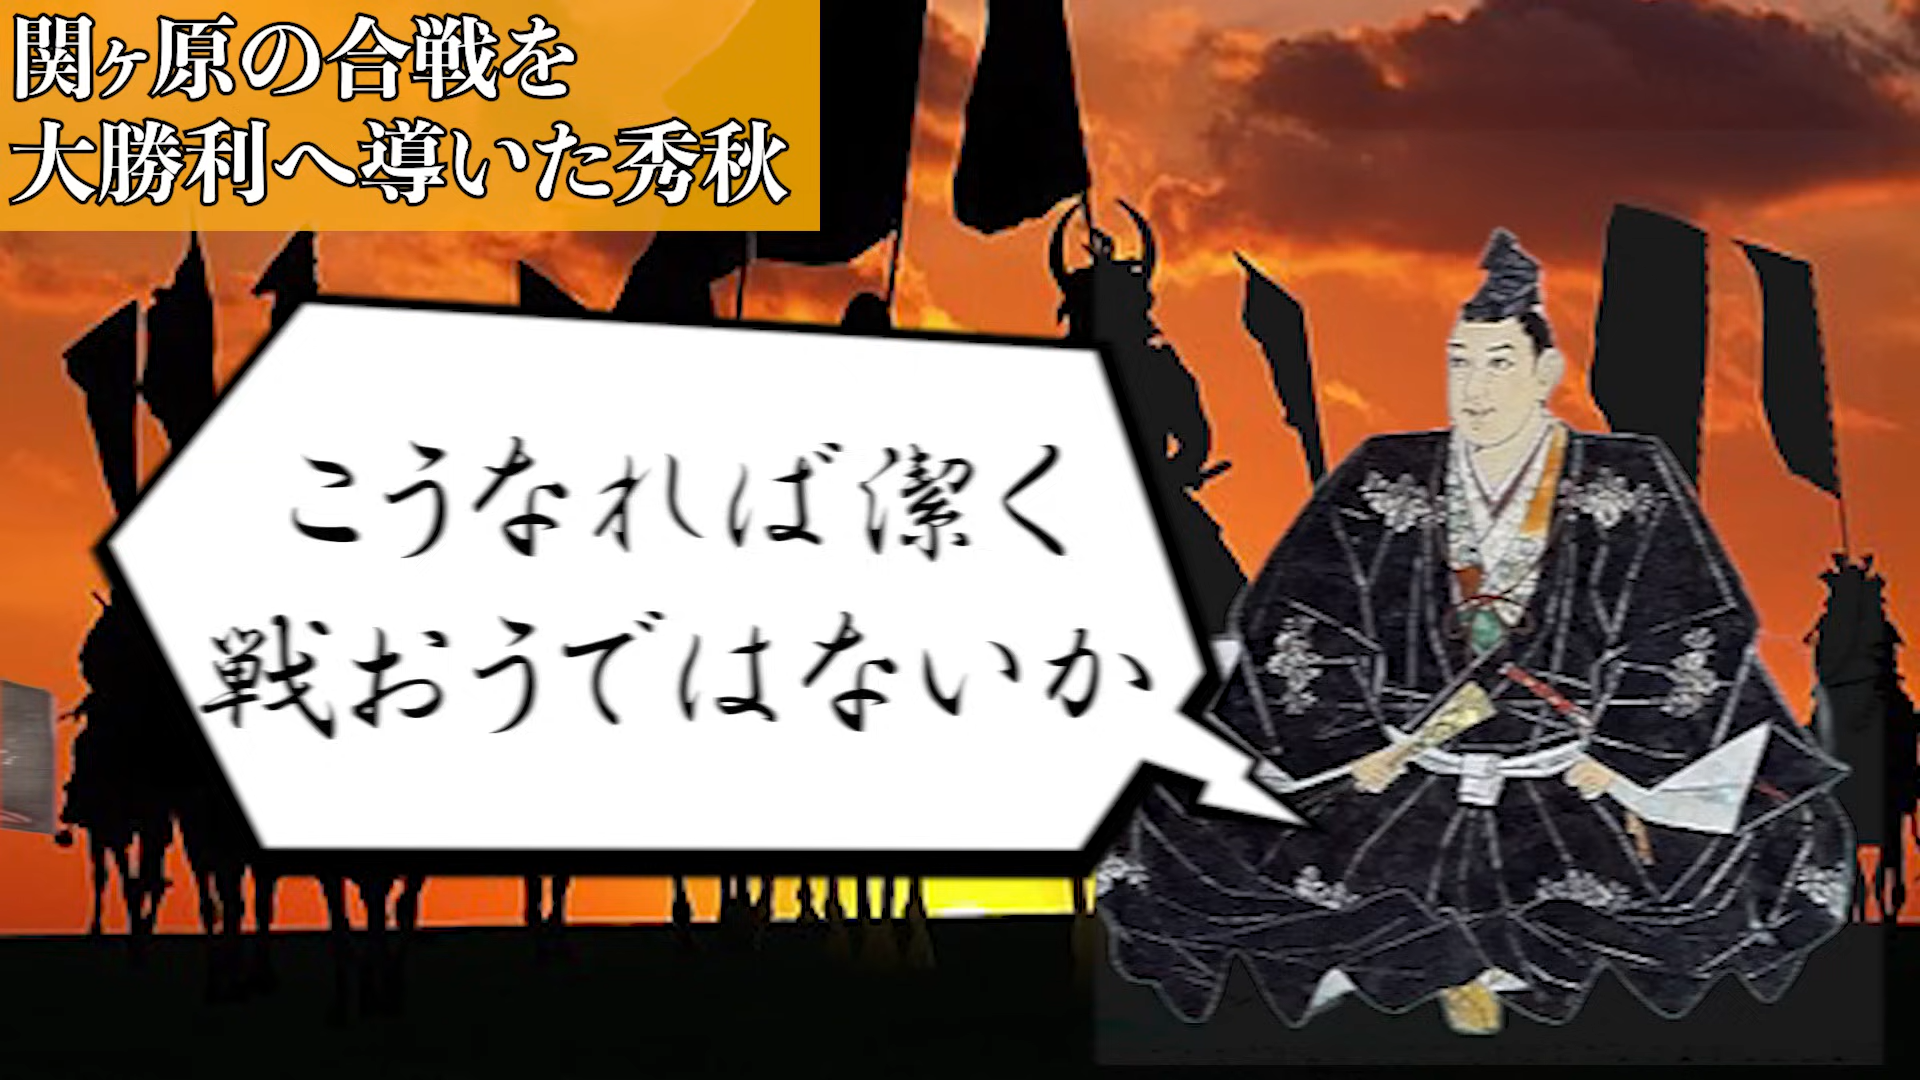 関ヶ原の合戦を
大勝利へ導いた秀秋
こうなれば潔く
戦おうではないか